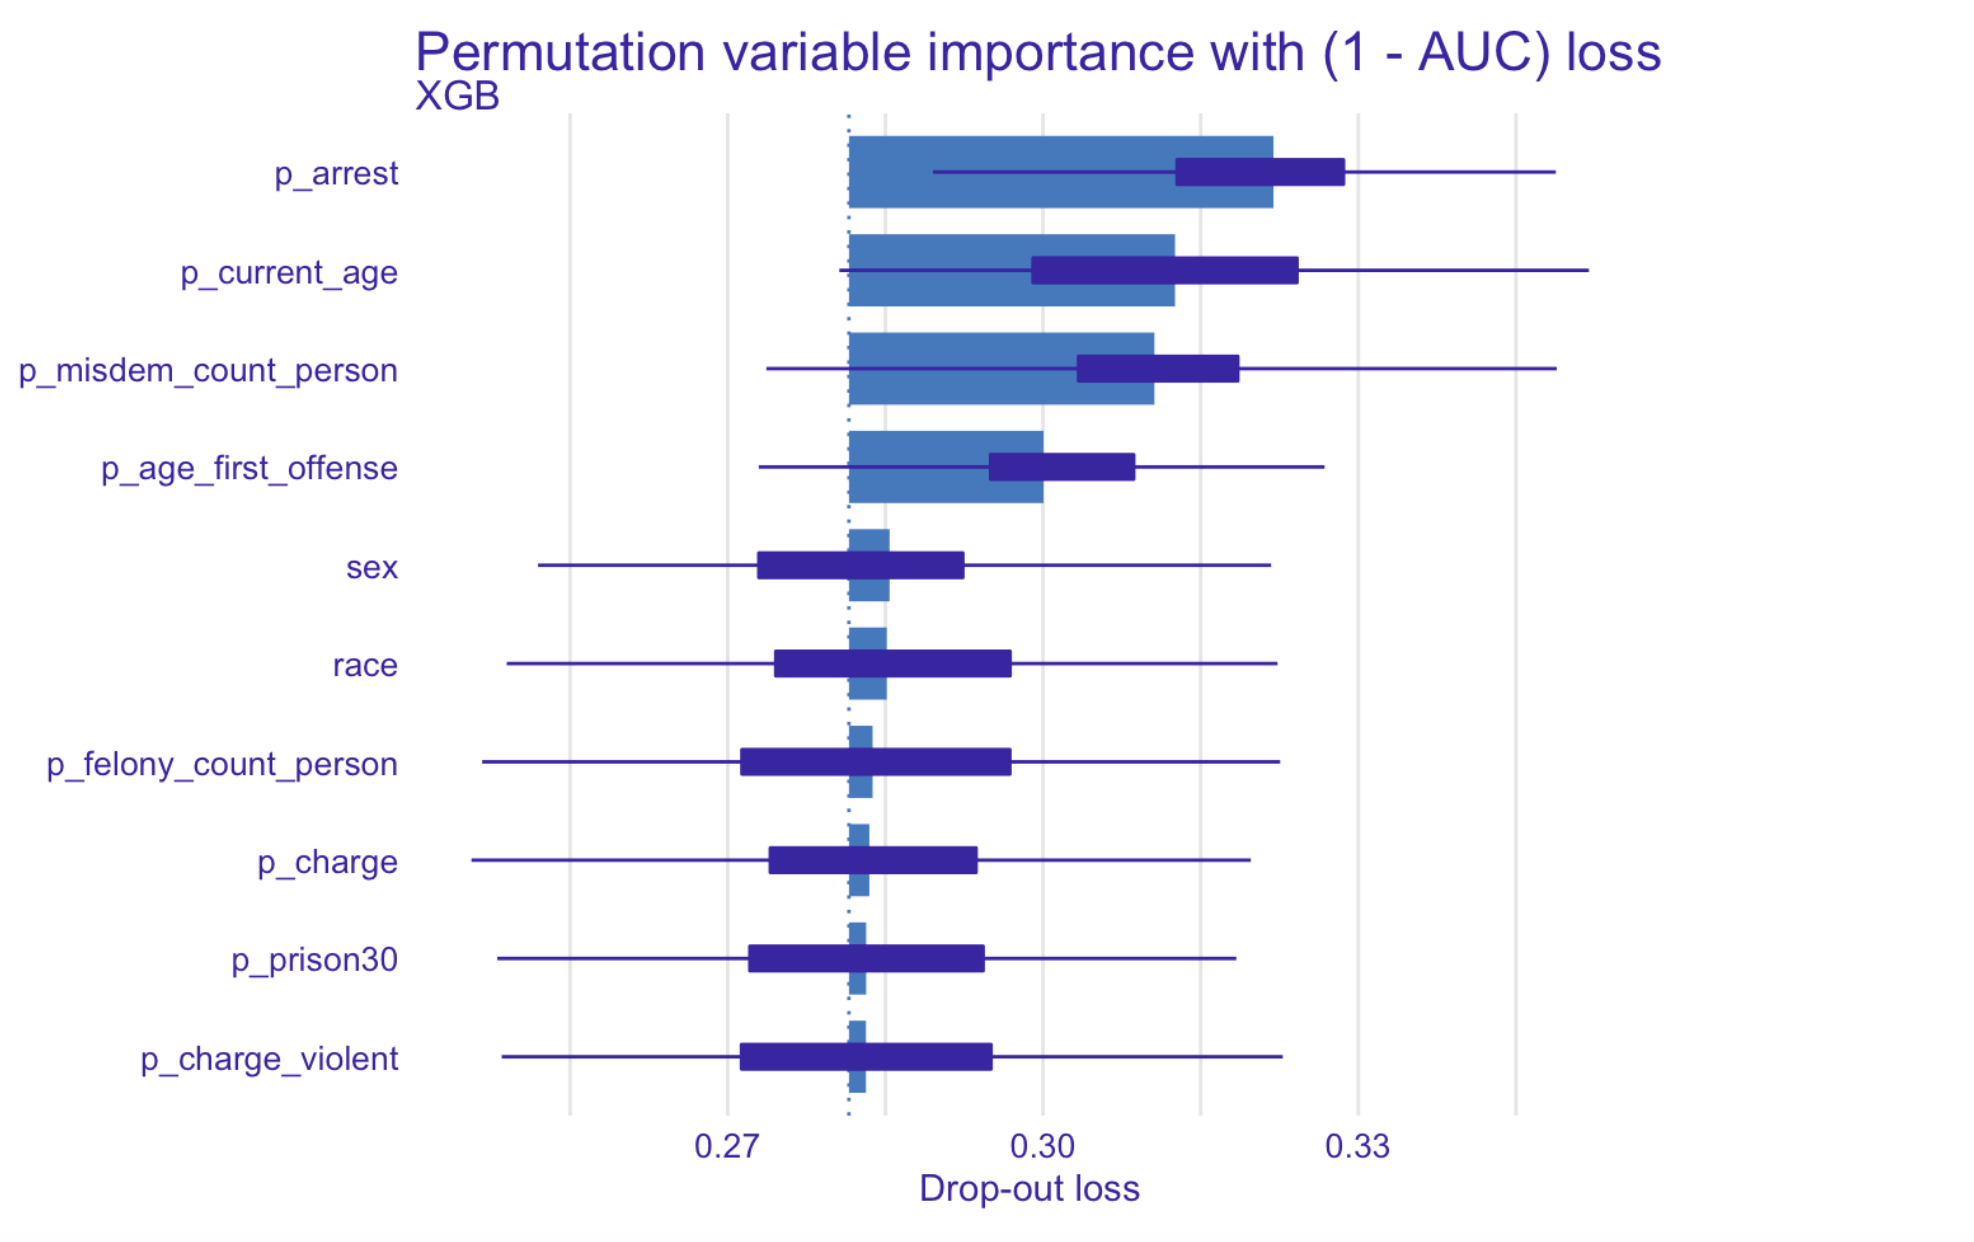 Permutation variable importance with (1 - AUC) loss
XGB
p_arrest
p_current_age
p_misdem_count_person
p_age_first_offense
sex
race
p_felony_count_person
p_charge
p_prison30
p_charge_violent
0.27 0.30 0.33
Drop-out loss